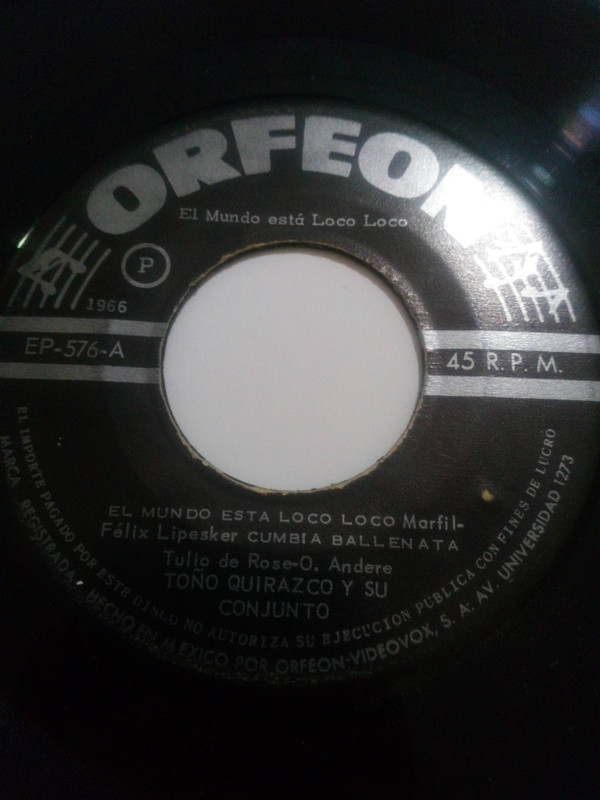 ORFEON
El Mundo está Loco Loco
P
1966
EP-576-A
45 R.P.M.
EL MUNDO ESTA LOCO LOCO Marfil-
Félix Lipesker CUMBIA BALLENATA
Tulio de Rose-O. Andere
TOÑO QUIRAZCO Y SU
CONJUNTO
EL IMPORTE PAGADO POR ESTE DISCO NO AUTORIZA SU EJECUCION PUBLICA CON FINES DE LUCRO
MARCA REGISTRADA. HECHO EN MEXICO POR ORFEON-VIDEOVOX, S. A. AV. UNIVERSIDAD 1273